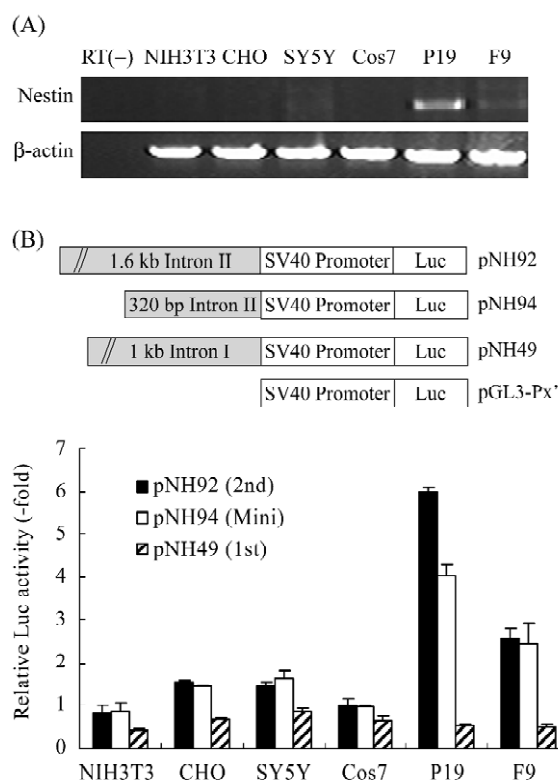 (A)
RT(−) NIH3T3 CHO SY5Y Cos7 P19 F9
Nestin
β-actin
(B)
1.6 kb Intron II SV40 Promoter Luc pNH92
320 bp Intron II SV40 Promoter Luc pNH94
1 kb Intron I SV40 Promoter Luc pNH49
SV40 Promoter Luc pGL3-Px'
Relative Luc activity (-fold)
7
6
5
4
3
2
1
0
pNH92 (2nd)
pNH94 (Mini)
pNH49 (1st)
NIH3T3 CHO SY5Y Cos7 P19 F9